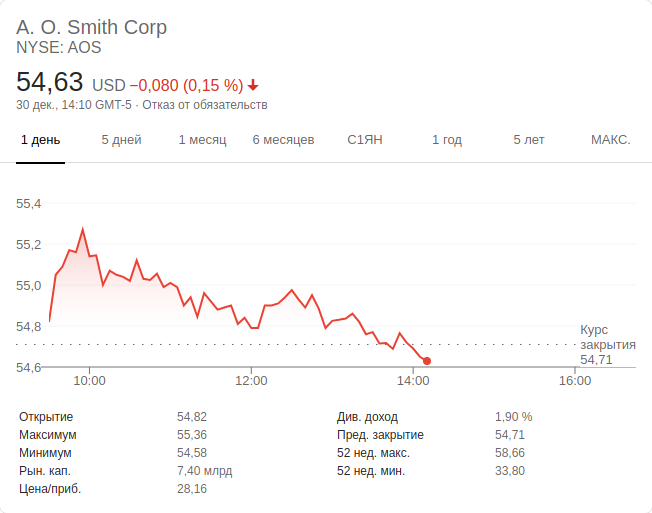 A. O. Smith Corp
NYSE: AOS
54,63 USD −0,080 (0,15 %)
30 дек., 14:10 GMT-5 · Отказ от обязательств
1 день 5 дней 1 месяц 6 месяцев С1ЯН 1 год 5 лет МАКС.
55,4
55,2
55,0
54,8
54,6
Курс
закрытия
54,71
10:00 12:00 14:00 16:00
Открытие 54,82 Див. доход 1,90 %
Максимум 55,36 Пред. закрытие 54,71
Минимум 54,58 52 нед. макс. 58,66
Рын. кап. 7,40 млрд 52 нед. мин. 33,80
Цена/приб. 28,16